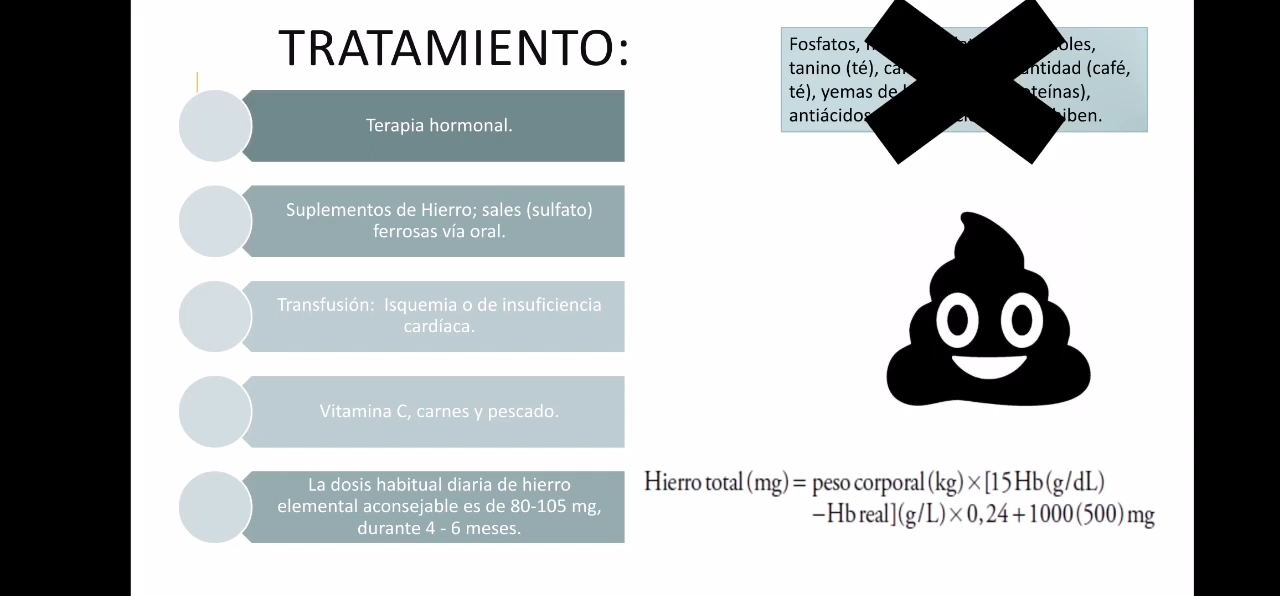 TRATAMIENTO:
Terapia hormonal.
Suplementos de Hierro; sales (sulfato)
ferrosas vía oral.
Transfusión: Isquemia o de insuficiencia
cardíaca.
Vitamina C, carnes y pescado.
La dosis habitual diaria de hierro
elemental aconsejable es de 80-105 mg,
durante 4 - 6 meses.
Fosfatos,
tanino (té), (café,
té), yemas de
antiácidos
Hierro total (mg) = peso corporal (kg) × [15 Hb (g/dL)
−Hb real] (g/L) × 0,24 + 1000 (500) mg